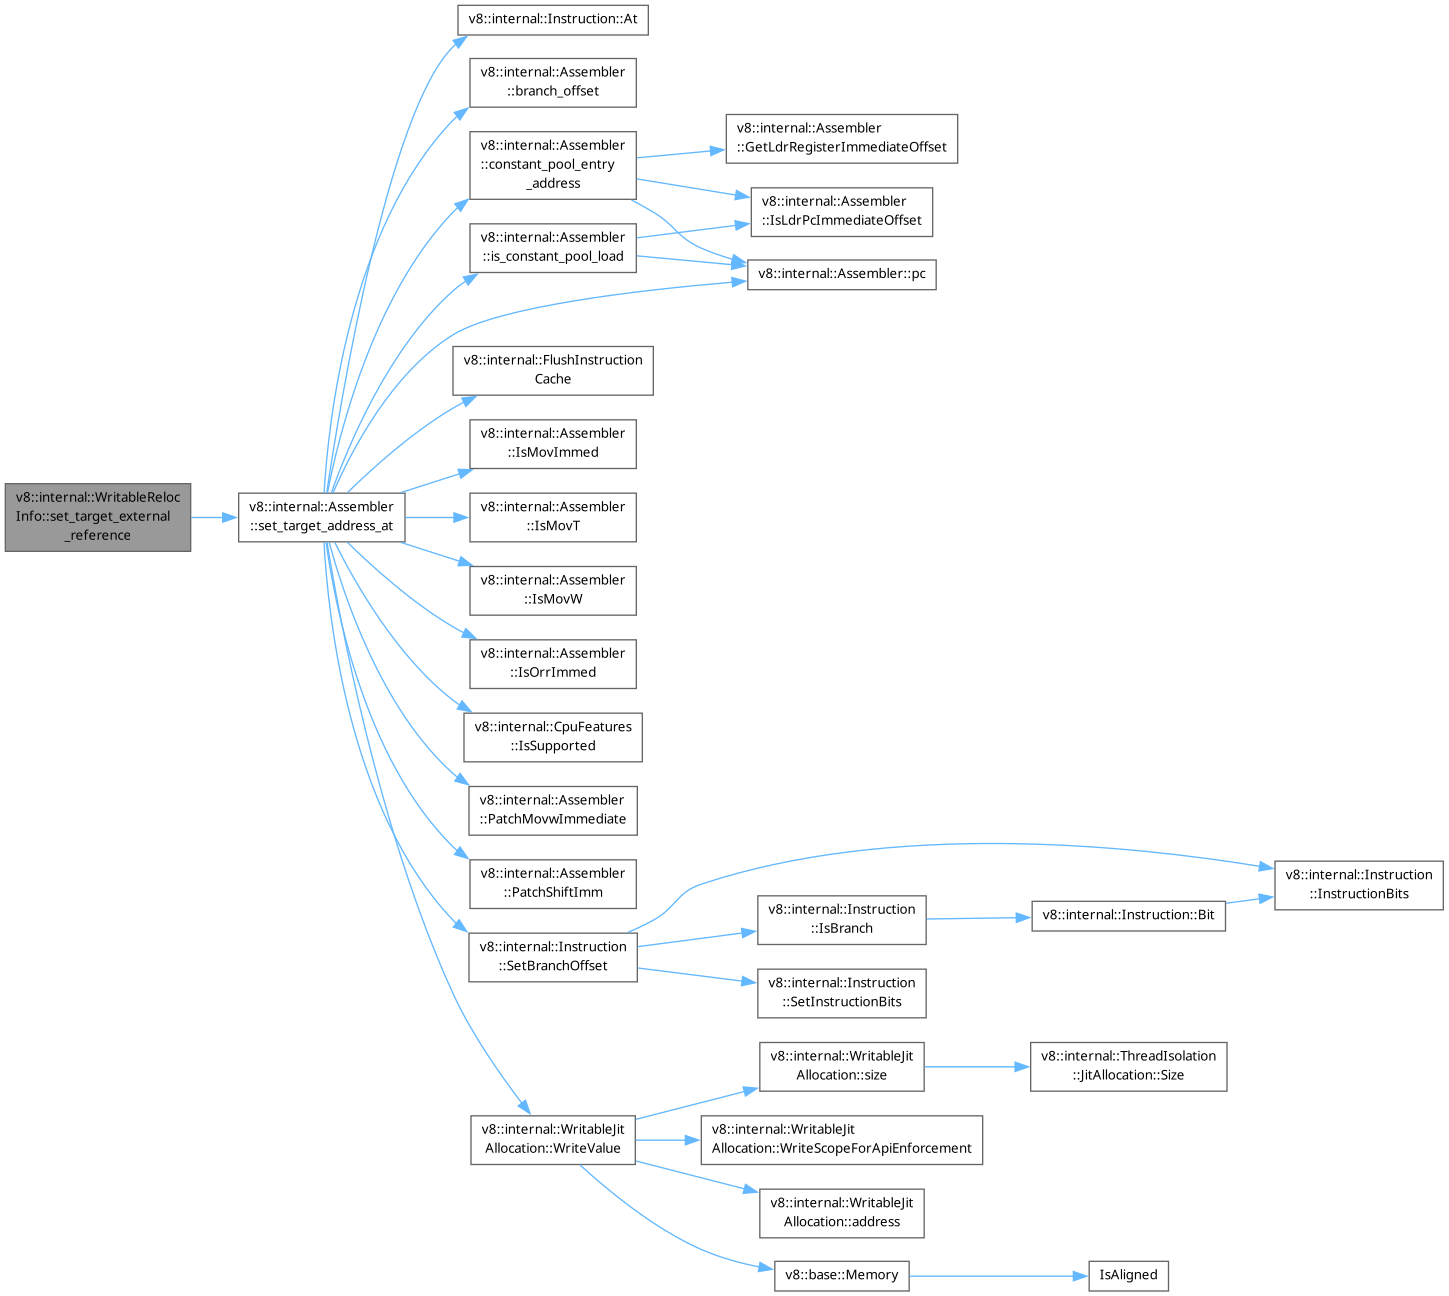 v8::internal::WritableReloc
Info::set_target_external
_reference
v8::internal::Assembler
::set_target_address_at
v8::internal::Instruction::At
v8::internal::Assembler
::branch_offset
v8::internal::Assembler
::constant_pool_entry
_address
v8::internal::Assembler
::GetLdrRegisterImmediateOffset
v8::internal::Assembler
::IsLdrPcImmediateOffset
v8::internal::Assembler
::is_constant_pool_load
v8::internal::Assembler::pc
v8::internal::FlushInstruction
Cache
v8::internal::Assembler
::IsMovImmed
v8::internal::Assembler
::IsMovT
v8::internal::Assembler
::IsMovW
v8::internal::Assembler
::IsOrrImmed
v8::internal::CpuFeatures
::IsSupported
v8::internal::Assembler
::PatchMovwImmediate
v8::internal::Assembler
::PatchShiftImm
v8::internal::Instruction
::SetBranchOffset
v8::internal::Instruction
::IsBranch
v8::internal::Instruction::Bit
v8::internal::Instruction
::InstructionBits
v8::internal::Instruction
::SetInstructionBits
v8::internal::WritableJit
Allocation::WriteValue
v8::internal::WritableJit
Allocation::size
v8::internal::ThreadIsolation
::JitAllocation::Size
v8::internal::WritableJit
Allocation::WriteScopeForApiEnforcement
v8::internal::WritableJit
Allocation::address
v8::base::Memory
IsAligned